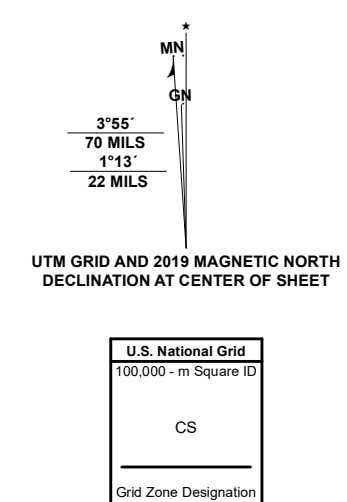 MN
GN
3°55´
70 MILS
1°13´
22 MILS
UTM GRID AND 2019 MAGNETIC NORTH
DECLINATION AT CENTER OF SHEET
U.S. National Grid
100,000 - m Square ID
CS
Grid Zone Designation